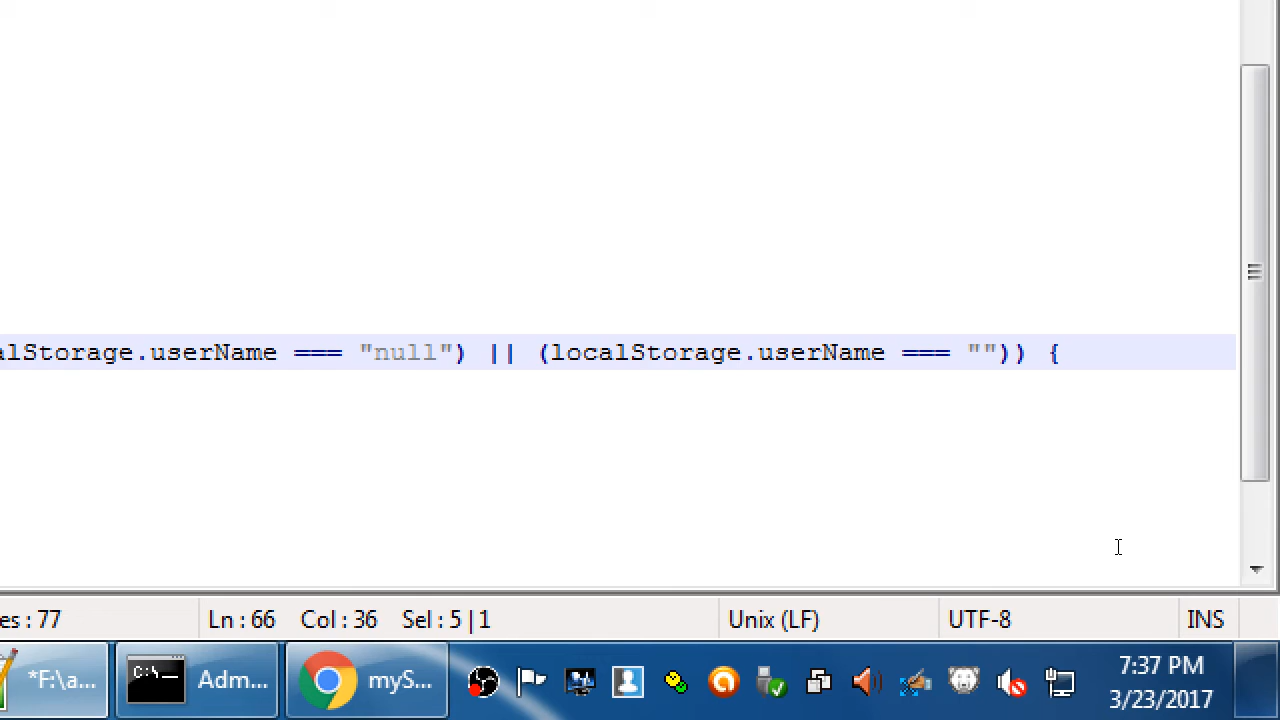 alStorage.userName === "null") || (localStorage.userName === "")) {
es : 77 Ln : 66 Col : 36 Sel : 5 | 1 Unix (LF) UTF-8 INS
*F:\a... Adm... myS... 7:37 PM
3/23/2017